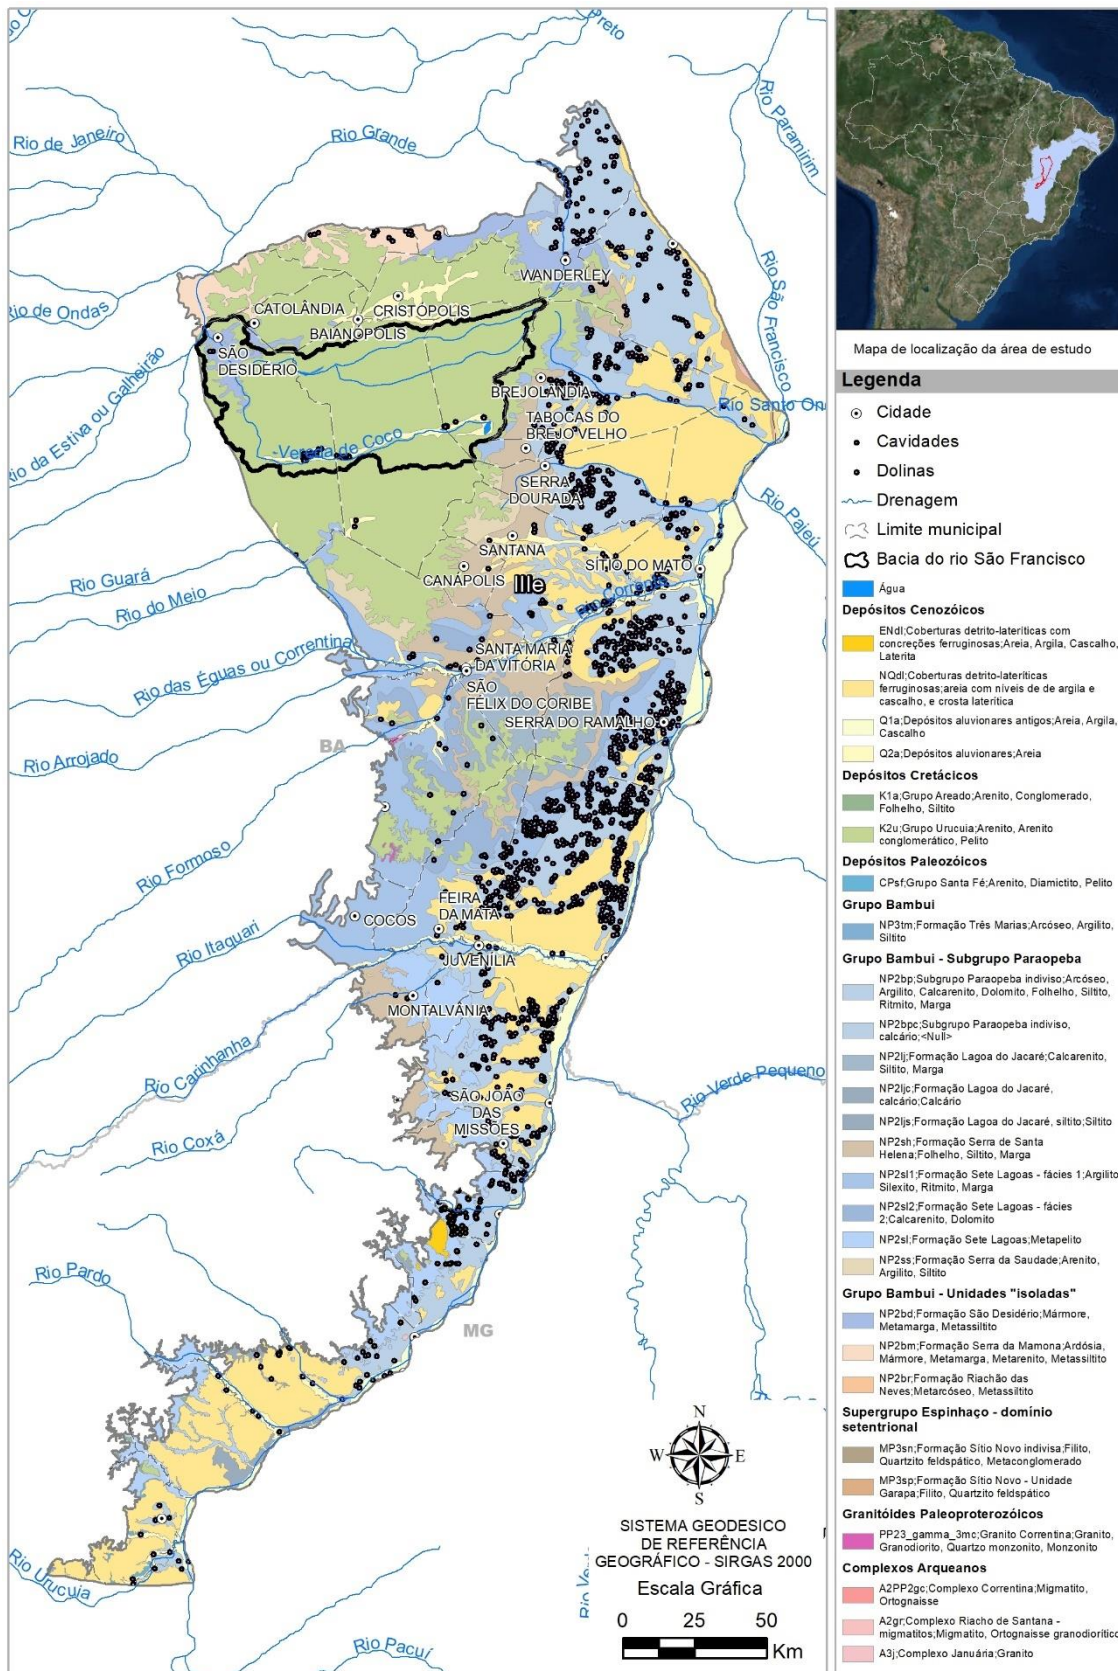 Preto
Rio de Janeiro
Rio Grande
Rio Paramirim
WANDERLEY
Rio de Ondas
CATOLÂNDIA
CRISTÓPOLIS
BAIANÓPOLIS
SÃO
DESIDÉRIO
Rio São Francisco
Rio da Estiva ou Galheirão
BREJOLÂNDIA
Rio Santo On
TABOCAS DO
BREJO VELHO
-Vereda de Coco
SERRA
DOURADA
Rio Pajeú
SANTANA
CANÁPOLIS
SÍTIO DO MATO
IIIe
Rio Corrente
Rio Guará
Rio do Meio
Rio das Éguas ou Correntina
SANTA MARIA
DA VITÓRIA
SÃO
FÉLIX DO CORIBE
SERRA DO RAMALHO
BA
Rio Arrojado
Rio Formoso
FEIRA
DA MATA
COCOS
Rio Itaguari
JUVENÍLIA
MONTALVÂNIA
Rio Carinhanha
Rio Verde Pequeno
SÃO JOÃO
DAS
MISSÕES
Rio Coxá
Rio Pardo
MG
Rio Urucuia
Rio Pacuí
N
W E
S
SISTEMA GEODESICO
DE REFERÊNCIA
GEOGRÁFICO - SIRGAS 2000
Escala Gráfica
0 25 50
Km
Mapa de localização da área de estudo
Legenda
Cidade
Cavidades
Dolinas
Drenagem
Limite municipal
Bacia do rio São Francisco
Água
Depósitos Cenozóicos
ENdl;Coberturas detrito-lateríticas com
concreções ferruginosas;Areia, Argila, Cascalho,
Laterita
NQdl;Coberturas detrito-lateríticas
ferruginosas;areia com níveis de de argila e
cascalho, e crosta laterítica
Q1a;Depósitos aluvionares antigos;Areia, Argila,
Cascalho
Q2a;Depósitos aluvionares;Areia
Depósitos Cretácicos
K1a;Grupo Areado;Arenito, Conglomerado,
Folhelho, Siltito
K2u;Grupo Urucuia;Arenito, Arenito
conglomerático, Pelito
Depósitos Paleozóicos
CPsf;Grupo Santa Fé;Arenito, Diamictito, Pelito
Grupo Bambui
NP3tm;Formação Três Marias;Arcóseo, Argilito,
Siltito
Grupo Bambui - Subgrupo Paraopeba
NP2bp;Subgrupo Paraopeba indiviso;Arcóseo,
Argilito, Calcarenito, Dolomito, Folhelho, Siltito,
Ritmito, Marga
NP2bpc;Subgrupo Paraopeba indiviso,
calcário;<Null>
NP2lj;Formação Lagoa do Jacaré;Calcarenito,
Siltito, Marga
NP2ljc;Formação Lagoa do Jacaré,
calcário;Calcário
NP2ljs;Formação Lagoa do Jacaré, siltito;Siltito
NP2sh;Formação Serra de Santa
Helena;Folhelho, Siltito, Marga
NP2sl1;Formação Sete Lagoas - fácies 1;Argilito,
Silexito, Ritmito, Marga
NP2sl2;Formação Sete Lagoas - fácies
2;Calcarenito, Dolomito
NP2sl;Formação Sete Lagoas;Metapelito
NP2ss;Formação Serra da Saudade;Arenito,
Argilito, Siltito
Grupo Bambui - Unidades "isoladas"
NP2bd;Formação São Desidério;Mármore,
Metamarga, Metassiltito
NP2bm;Formação Serra da Mamona;Ardósia,
Mármore, Metamarga, Metarenito, Metassiltito
NP2br;Formação Riachão das
Neves;Metarcóseo, Metassiltito
Supergrupo Espinhaço - domínio
setentrional
MP3sn;Formação Sítio Novo indivisa;Filito,
Quartzito feldspático, Metaconglomerado
MP3sp;Formação Sítio Novo - Unidade
Garapa;Filito, Quartzito feldspático
Granitóides Paleoproterozóicos
PP23_gamma_3mc;Granito Correntina;Granito,
Granodiorito, Quartzo monzonito, Monzonito
Complexos Arqueanos
A2PP2gc;Complexo Correntina;Migmatito,
Ortognaisse
A2gr;Complexo Riacho de Santana -
migmatitos;Migmatito, Ortognaisse granodiorítico
A3j;Complexo Januária;Granito